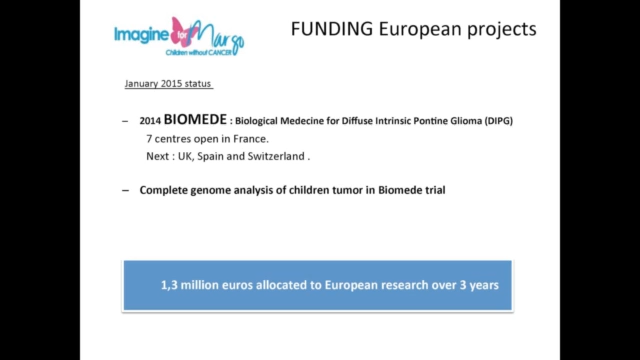 Imagine for Margo
Children without CANCER
FUNDING European projects
January 2015 status
– 2014 BIOMEDE : Biological Medecine for Diffuse Intrinsic Pontine Glioma (DIPG)
7 centres open in France.
Next : UK, Spain and Switzerland .
– Complete genome analysis of children tumor in Biomede trial
1,3 million euros allocated to European research over 3 years